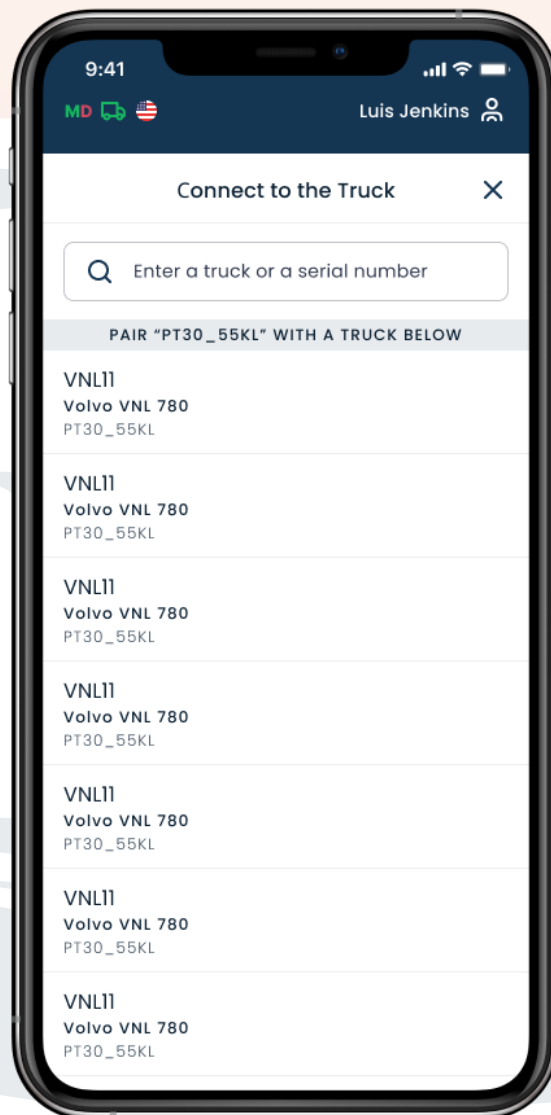 9:41
MD
Luis Jenkins
Connect to the Truck
Enter a truck or a serial number
PAIR “PT30_55KL” WITH A TRUCK BELOW
VNL11
Volvo VNL 780
PT30_55KL
VNL11
Volvo VNL 780
PT30_55KL
VNL11
Volvo VNL 780
PT30_55KL
VNL11
Volvo VNL 780
PT30_55KL
VNL11
Volvo VNL 780
PT30_55KL
VNL11
Volvo VNL 780
PT30_55KL
VNL11
Volvo VNL 780
PT30_55KL